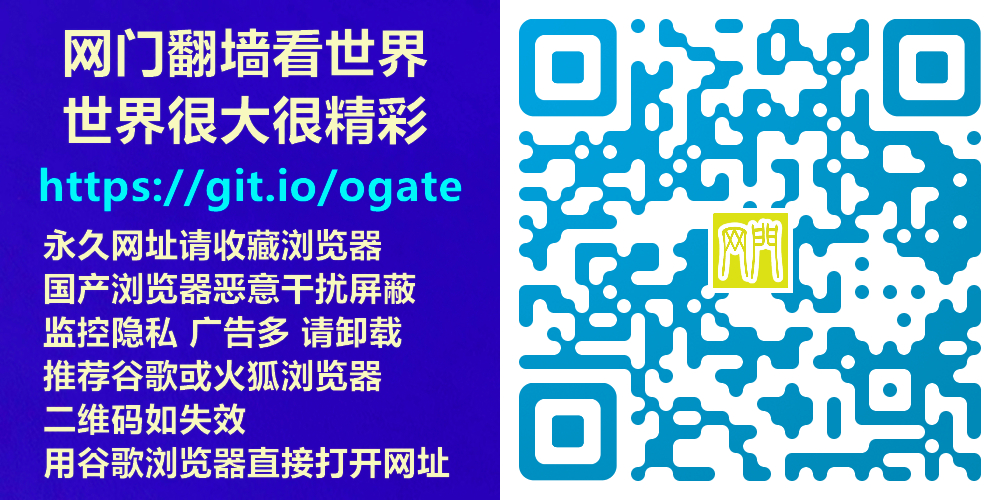 网门翻墙看世界
世界很大很精彩
https://git.io/ogate
永久网址请收藏浏览器
国产浏览器恶意干扰屏蔽
监控隐私 广告多 请卸载
推荐谷歌或火狐浏览器
二维码如失效
用谷歌浏览器直接打开网址
网門